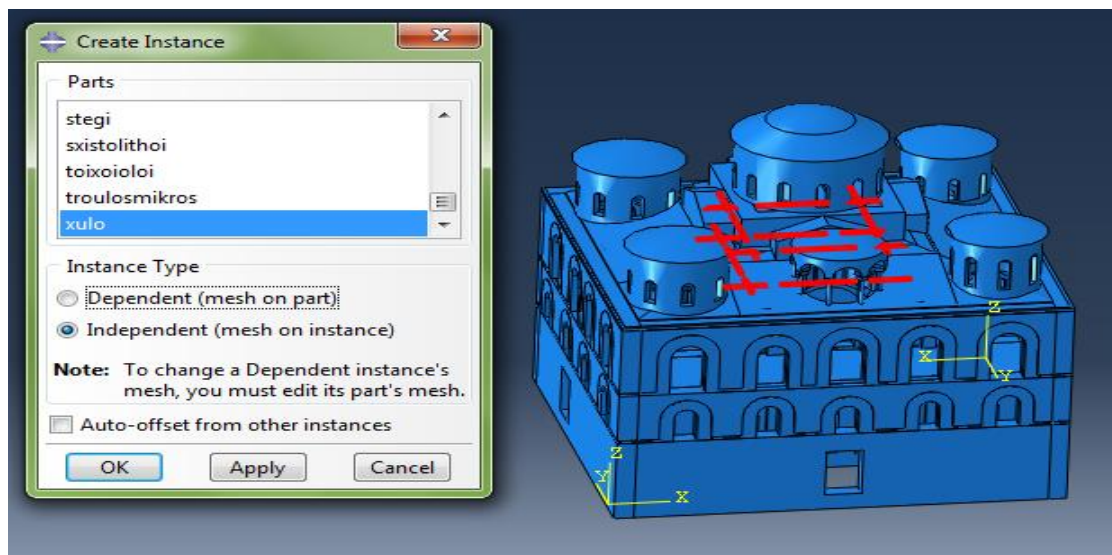 Create Instance
Parts
stegi
sxistolithoi
toixoioloi
troulosmikros
xulo
Instance Type
Dependent (mesh on part)
Independent (mesh on instance)
Note: To change a Dependent instance's
mesh, you must edit its part's mesh.
Auto-offset from other instances
OK Apply Cancel
Z
X
Y
Z
Y
X